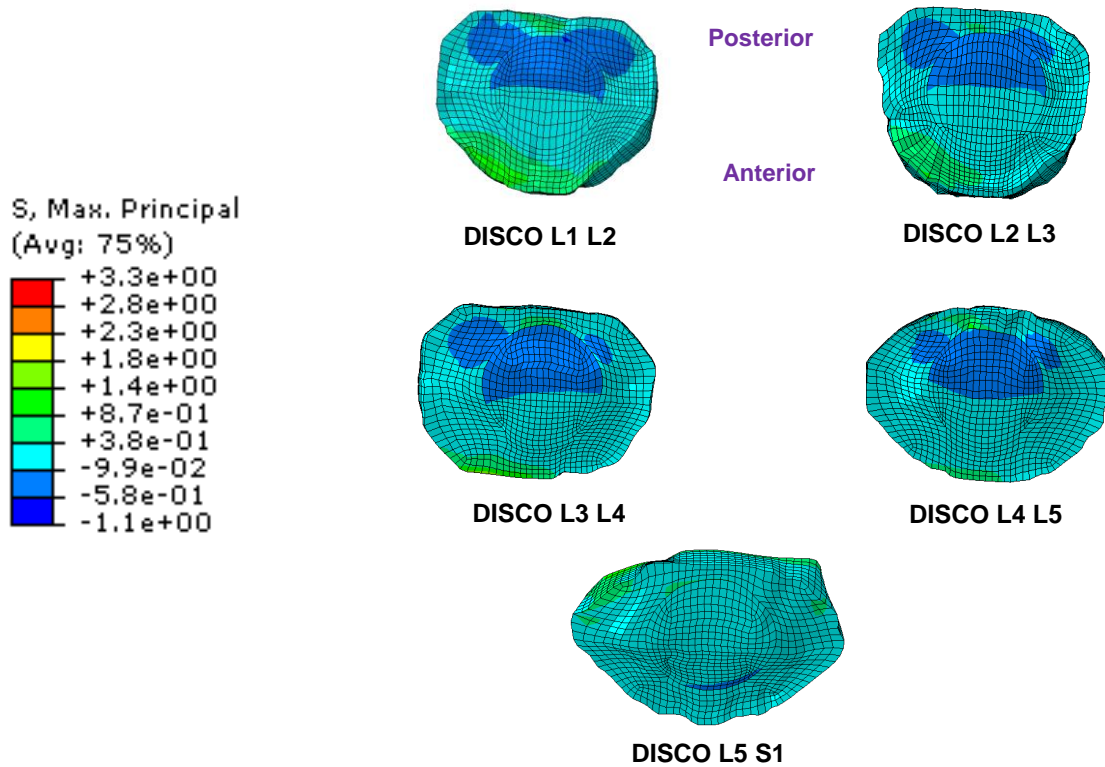 Posterior
Anterior
DISCO L1 L2
DISCO L2 L3
S, Max. Principal
(Avg: 75%)
+3.3e+00
+2.8e+00
+2.3e+00
+1.8e+00
+1.4e+00
+8.7e-01
+3.8e-01
-9.9e-02
-5.8e-01
-1.1e+00
DISCO L3 L4
DISCO L4 L5
DISCO L5 S1